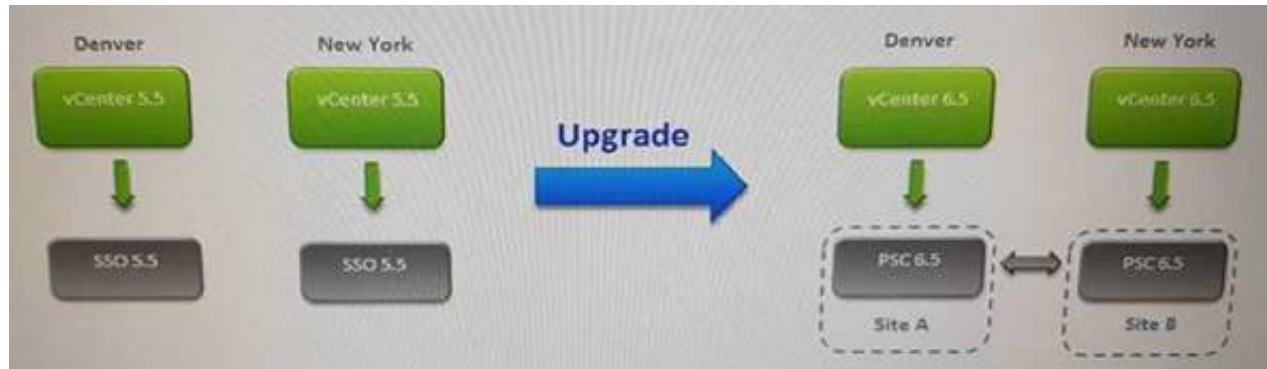 Denver
New York
vCenter 5.5
vCenter 5.5
SSO 5.5
SSO 5.5
Upgrade
Denver
New York
vCenter 6.5
vCenter 6.5
PSC 6.5
PSC 6.5
Site A
Site B